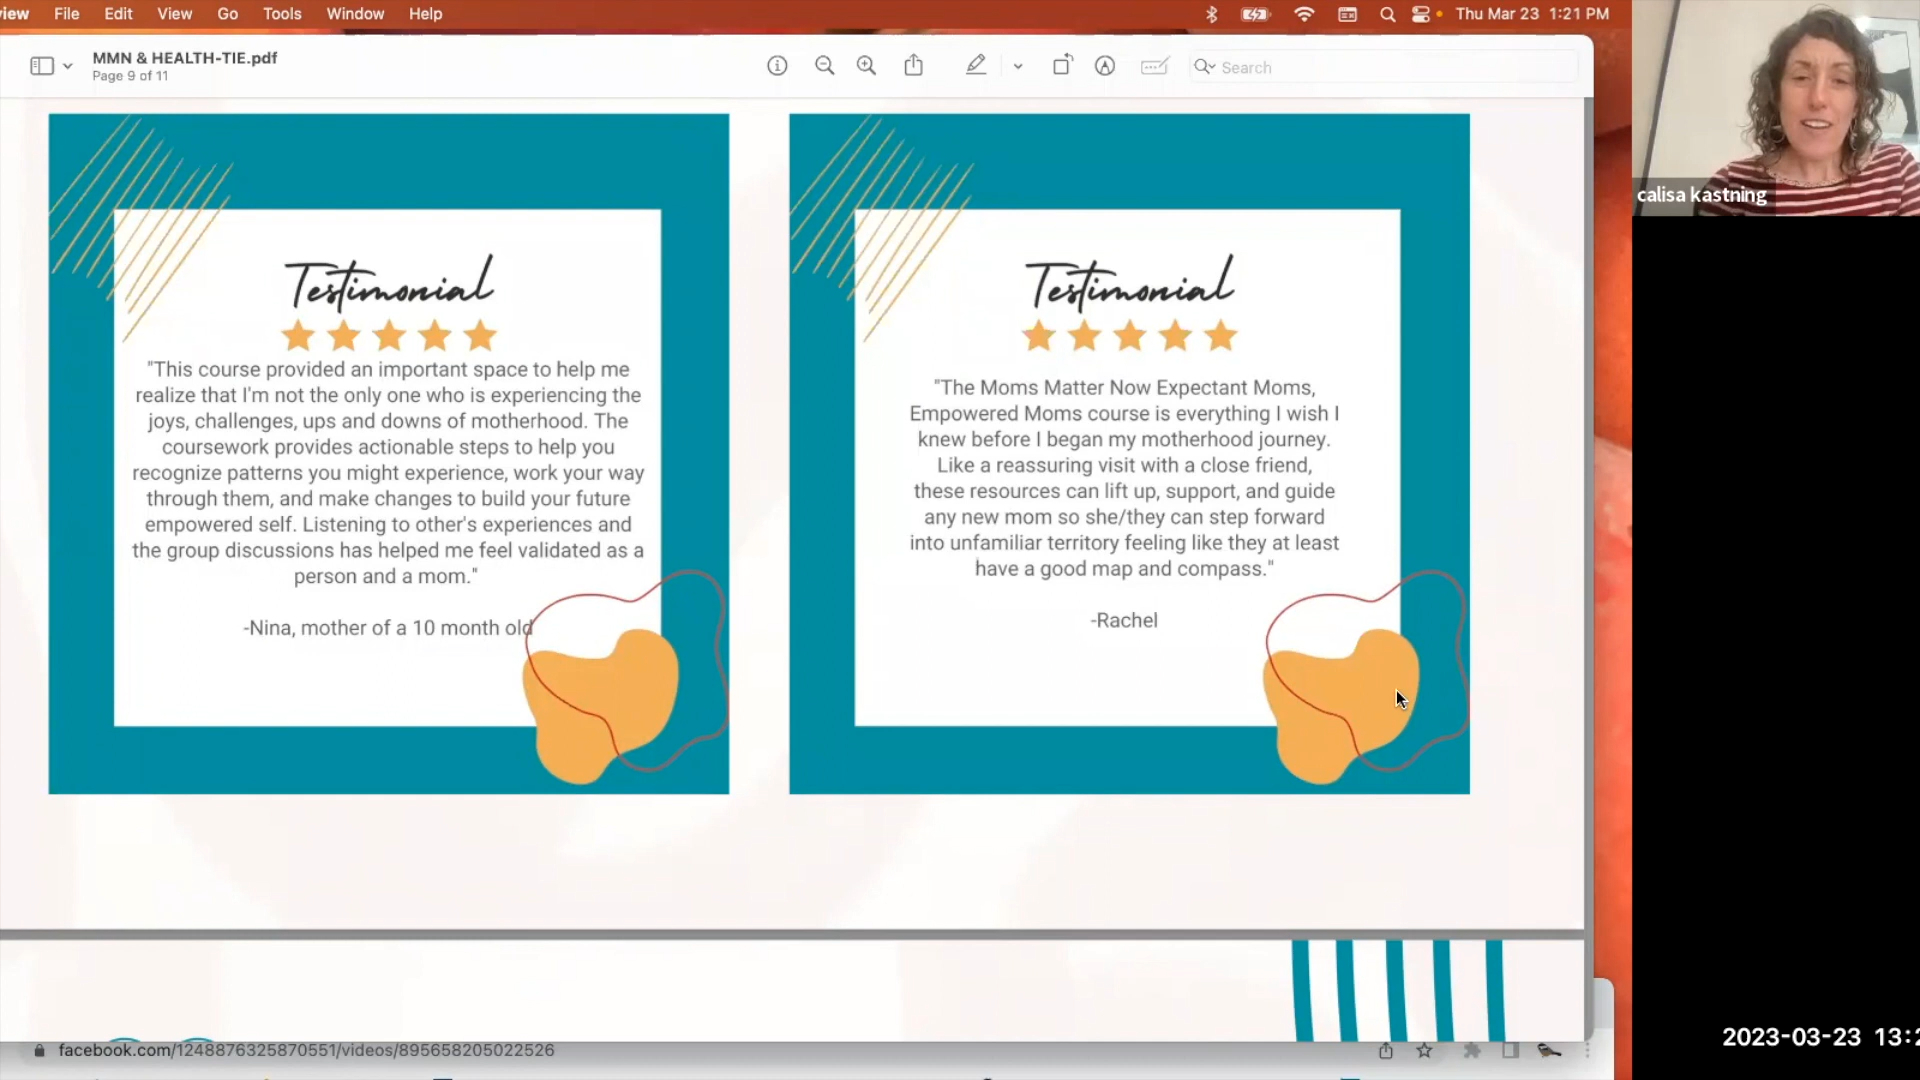 View File Edit View Go Tools Window Help Thu Mar 23 1:21 PM
MMN & HEALTH-TIE.pdf
Page 9 of 11
Search
calisa kastning
Testimonial
"This course provided an important space to help me
realize that I'm not the only one who is experiencing the
joys, challenges, ups and downs of motherhood. The
coursework provides actionable steps to help you
recognize patterns you might experience, work your way
through them, and make changes to build your future
empowered self. Listening to other's experiences and
the group discussions has helped me feel validated as a
person and a mom."
-Nina, mother of a 10 month old
Testimonial
"The Moms Matter Now Expectant Moms,
Empowered Moms course is everything I wish I
knew before I began my motherhood journey.
Like a reassuring visit with a close friend,
these resources can lift up, support, and guide
any new mom so she/they can step forward
into unfamiliar territory feeling like they at least
have a good map and compass."
-Rachel
facebook.com/1248876325870551/videos/895658205022526
2023-03-23 13:2